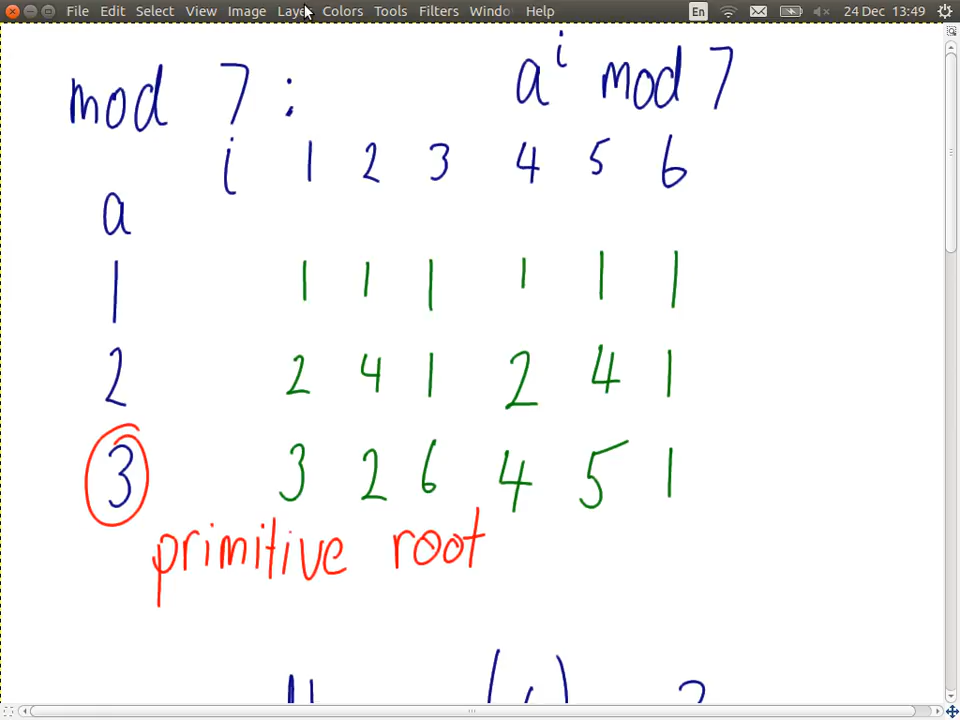 File Edit Select View Image Layers Colors Tools Filters Windo Help En 24 Dec 13:49
mod 7 : a^i mod 7
i 1 2 3 4 5 6
a
1 1 1 1 1 1 1
2 2 4 1 2 4 1
3 3 2 6 4 5 1
primitive root